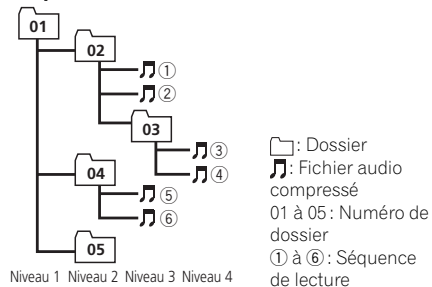 01
02
①
②
03
③
④
04
⑤
⑥
05
Niveau 1 Niveau 2 Niveau 3 Niveau 4
: Dossier
: Fichier audio
compressé
01 à 05 : Numéro de
dossier
① à ⑥ : Séquence
de lecture